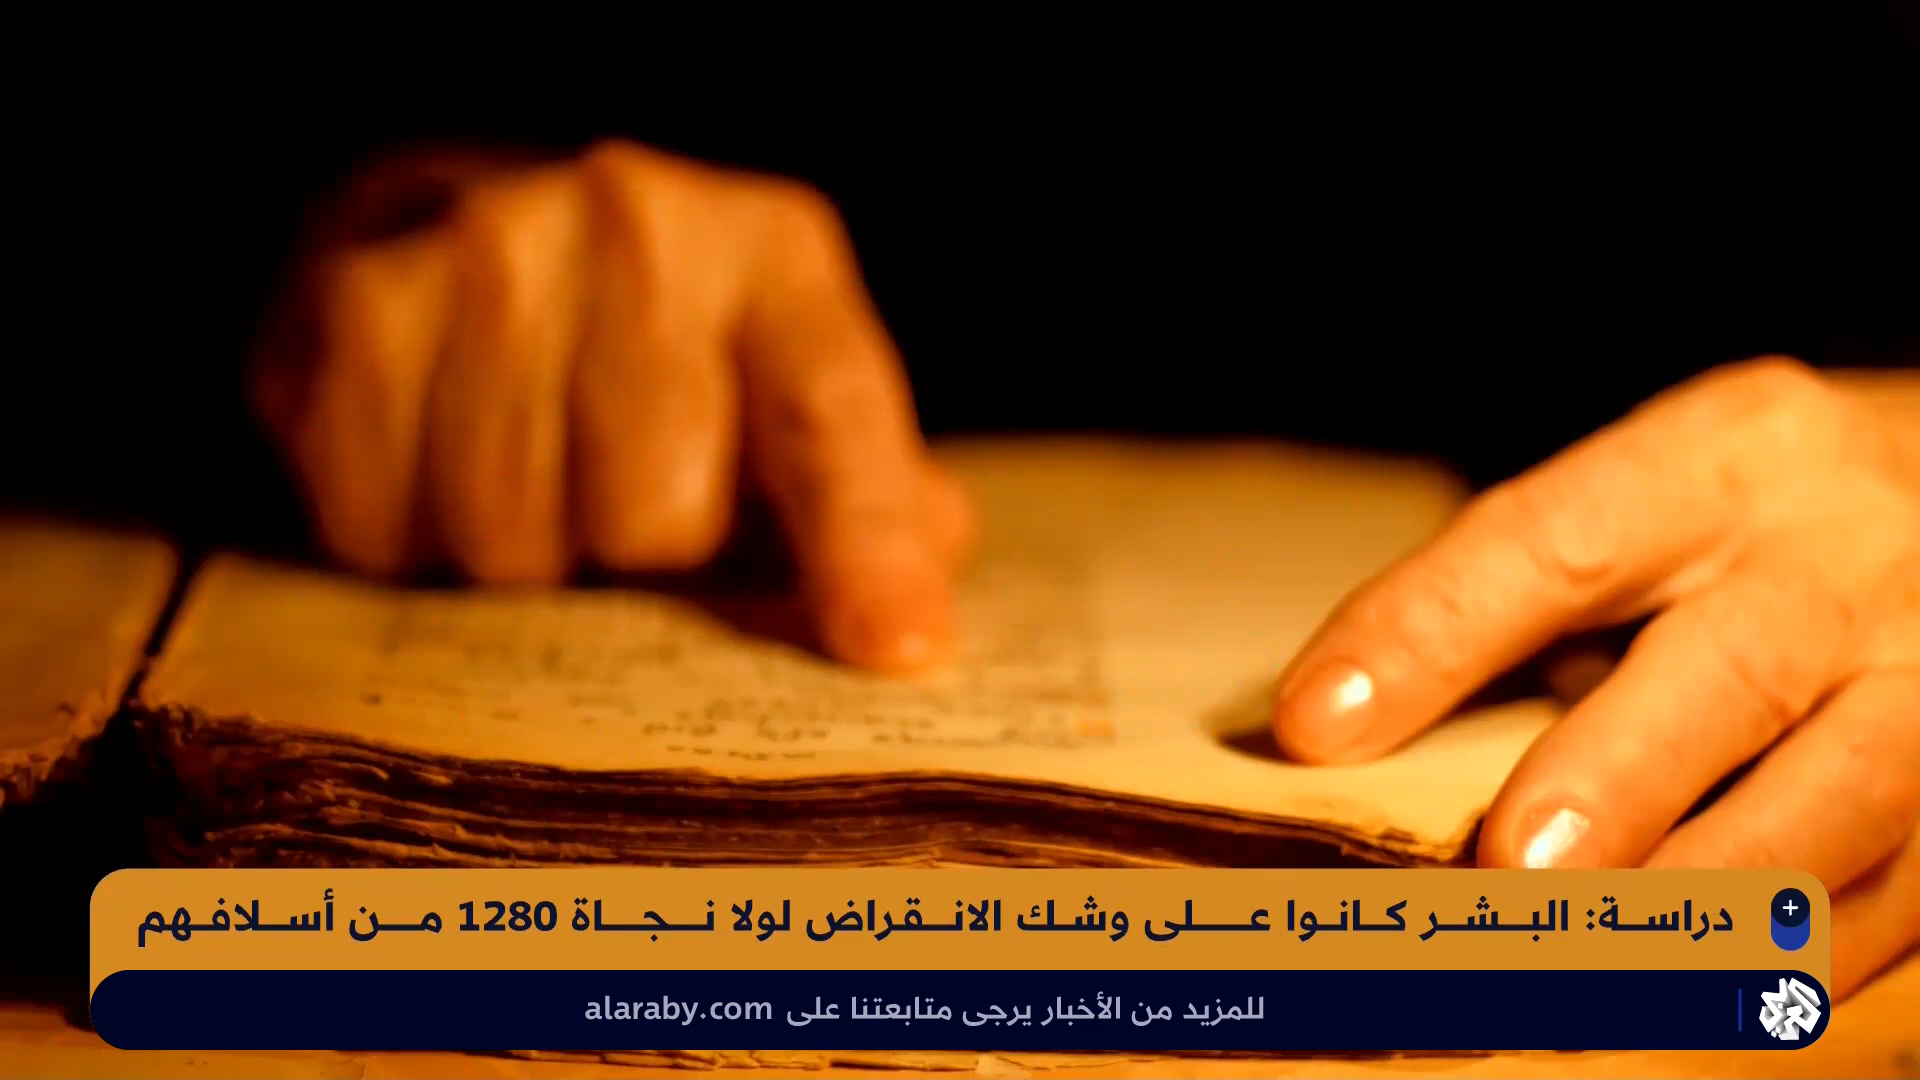 دراسة: البشر كانوا على وشك الانقراض لولا نجاة 1280 من أسلافهم
للمزيد من الأخبار يرجى متابعتنا على alaraby.com